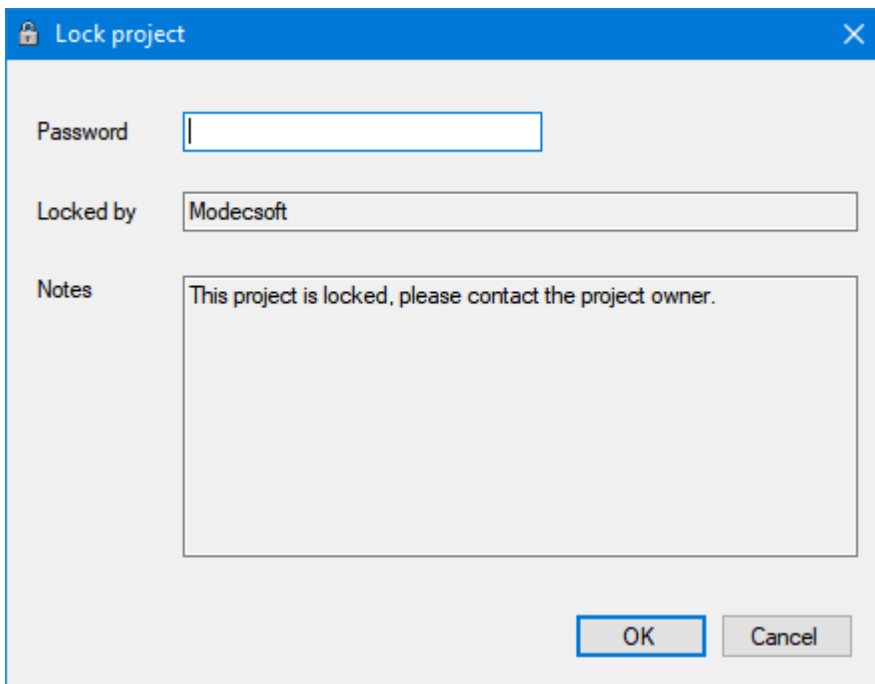 Lock project
Password
Locked by
Modecsoft
Notes
This project is locked, please contact the project owner.
OK
Cancel